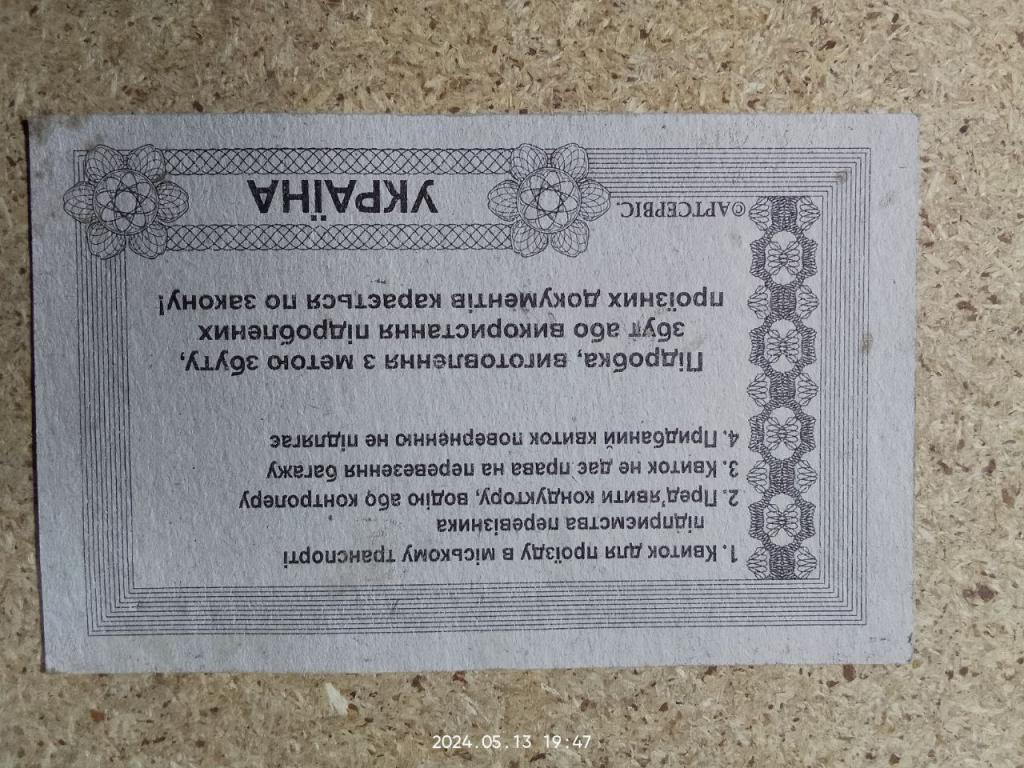 1. Квиток для проїзду в міському транспорті
підприємства перевізника
2. Пред'явити кондуктору, водію або контролеру
3. Квиток не дає права на перевезення багажу
4. Придбаний квиток поверненню не підлягає
Підробка, виготовлення з метою збуту,
збут або використання підроблених
проїзних документів карається по закону!
©АРТСЕРВІС.
УКРАЇНА
2024.05.13 19:47